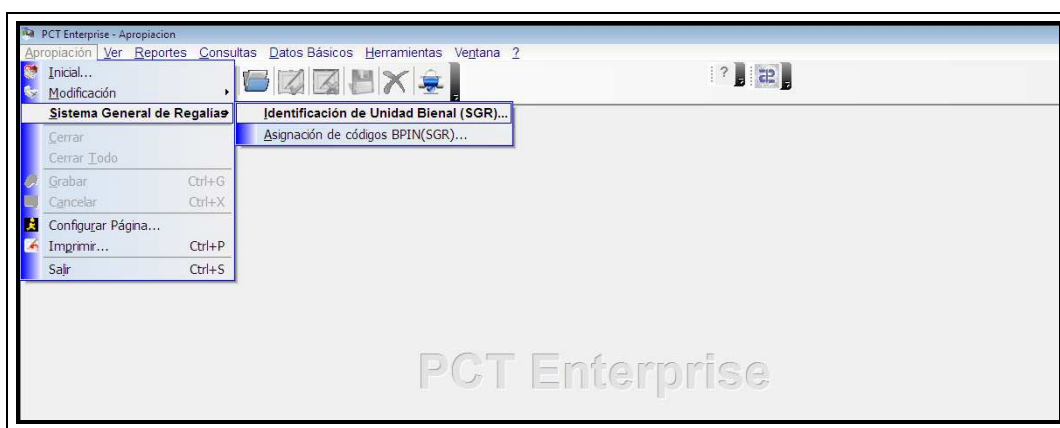 PCT Enterprise - Apropiacion
Apropiación Ver Reportes Consultas Datos Básicos Herramientas Ventana ?
Inicial...
Modificación
Sistema General de Regalias
Identificación de Unidad Bienal (SGR)...
Asignación de códigos BPIN(SGR)...
Cerrar
Cerrar Todo
Grabar Ctrl+G
Cancelar Ctrl+X
Configurar Página...
Imprimir... Ctrl+P
Salir Ctrl+S
PCT Enterprise